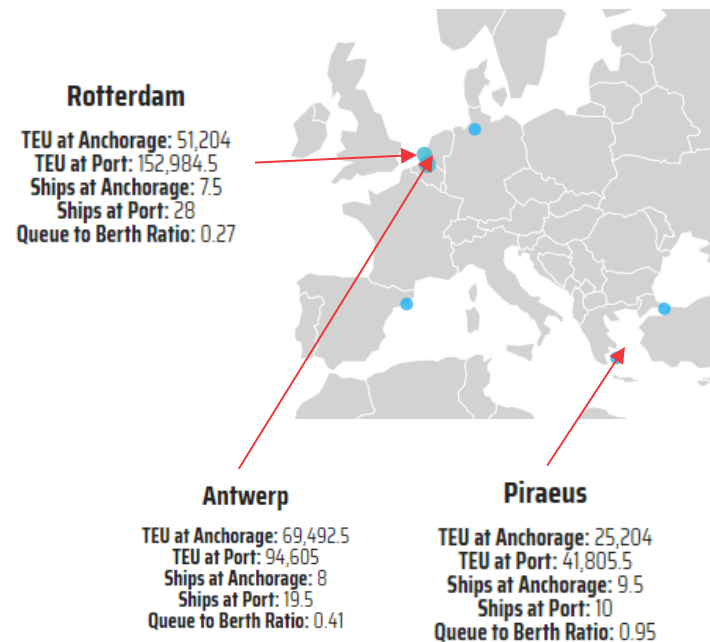 Rotterdam
TEU at Anchorage: 51,204
TEU at Port: 152,984.5
Ships at Anchorage: 7.5
Ships at Port: 28
Queue to Berth Ratio: 0.27
Antwerp
TEU at Anchorage: 69,492.5
TEU at Port: 94,605
Ships at Anchorage: 8
Ships at Port: 19.5
Queue to Berth Ratio: 0.41
Piraeus
TEU at Anchorage: 25,204
TEU at Port: 41,805.5
Ships at Anchorage: 9.5
Ships at Port: 10
Queue to Berth Ratio: 0.95